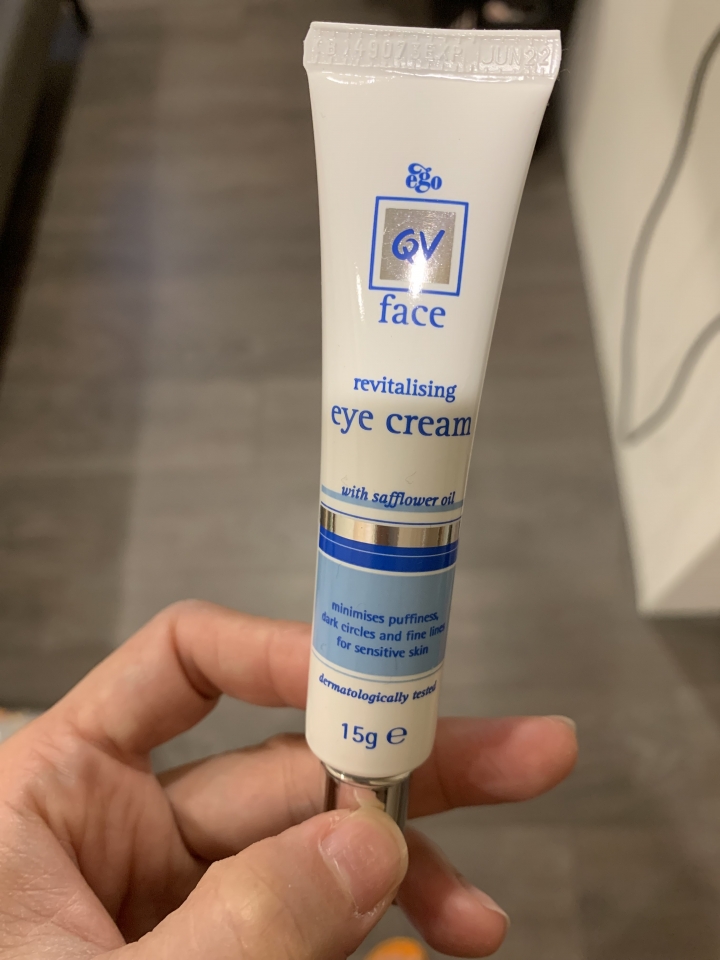 EXP JUN22
ego
QV
face
revitalising
eye cream
with safflower oil
minimises puffiness,
dark circles and fine lines
for sensitive skin
dermatologically tested
15g ℮